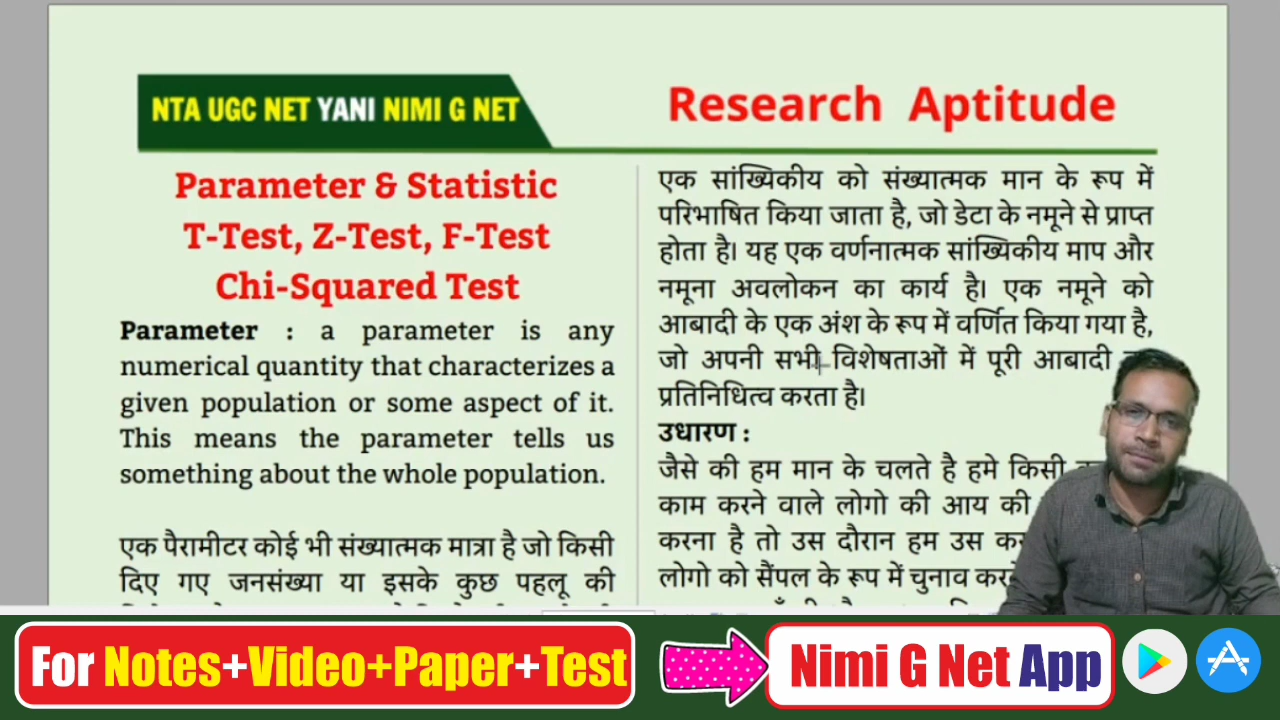 NTA UGC NET YANI NIMI G NET
Research Aptitude
Parameter & Statistic
T-Test, Z-Test, F-Test
Chi-Squared Test
Parameter : a parameter is any
numerical quantity that characterizes a
given population or some aspect of it.
This means the parameter tells us
something about the whole population.
एक पैरामीटर कोई भी संख्यात्मक मात्रा है जो किसी
दिए गए जनसंख्या या इसके कुछ पहलू की
एक सांख्यिकीय को संख्यात्मक मान के रूप में
परिभाषित किया जाता है, जो डेटा के नमूने से प्राप्त
होता है। यह एक वर्णनात्मक सांख्यिकीय माप और
नमूना अवलोकन का कार्य है। एक नमूने को
आबादी के एक अंश के रूप में वर्णित किया गया है,
जो अपनी सभी विशेषताओं में पूरी आबादी
प्रतिनिधित्व करता है।
उधारण :
जैसे की हम मान के चलते है हमे किसी
काम करने वाले लोगो की आय की
करना है तो उस दौरान हम उस
लोगो को सैंपल के रूप में चुनाव
For Notes+Video+Paper+Test
Nimi G Net App